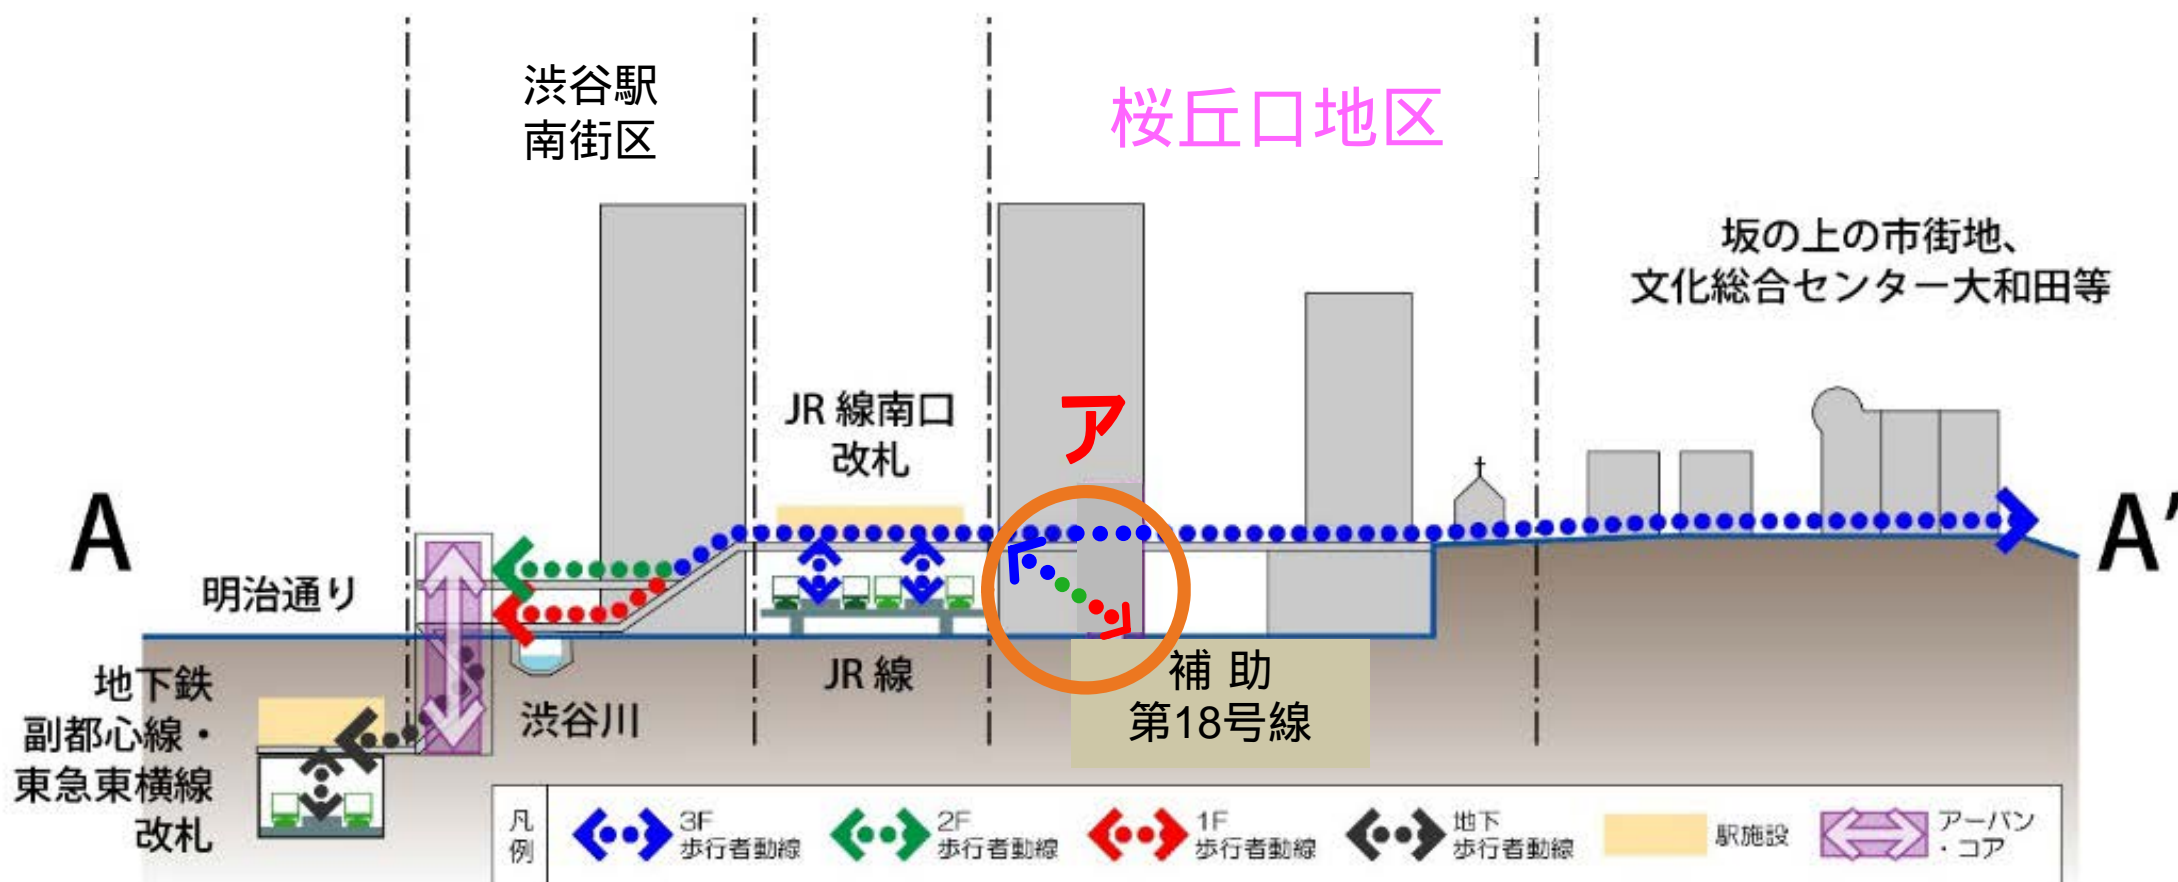 渋谷駅
南街区
桜丘口地区
坂の上の市街地、
文化総合センター大和田等
JR 線南口
改札
ア
A
A'
明治通り
地下鉄
副都心線・
東急東横線
改札
渋谷川
JR 線
補 助
第18号線
凡例
3F
歩行者動線
2F
歩行者動線
1F
歩行者動線
地下
歩行者動線
駅施設
アーバン
・コア